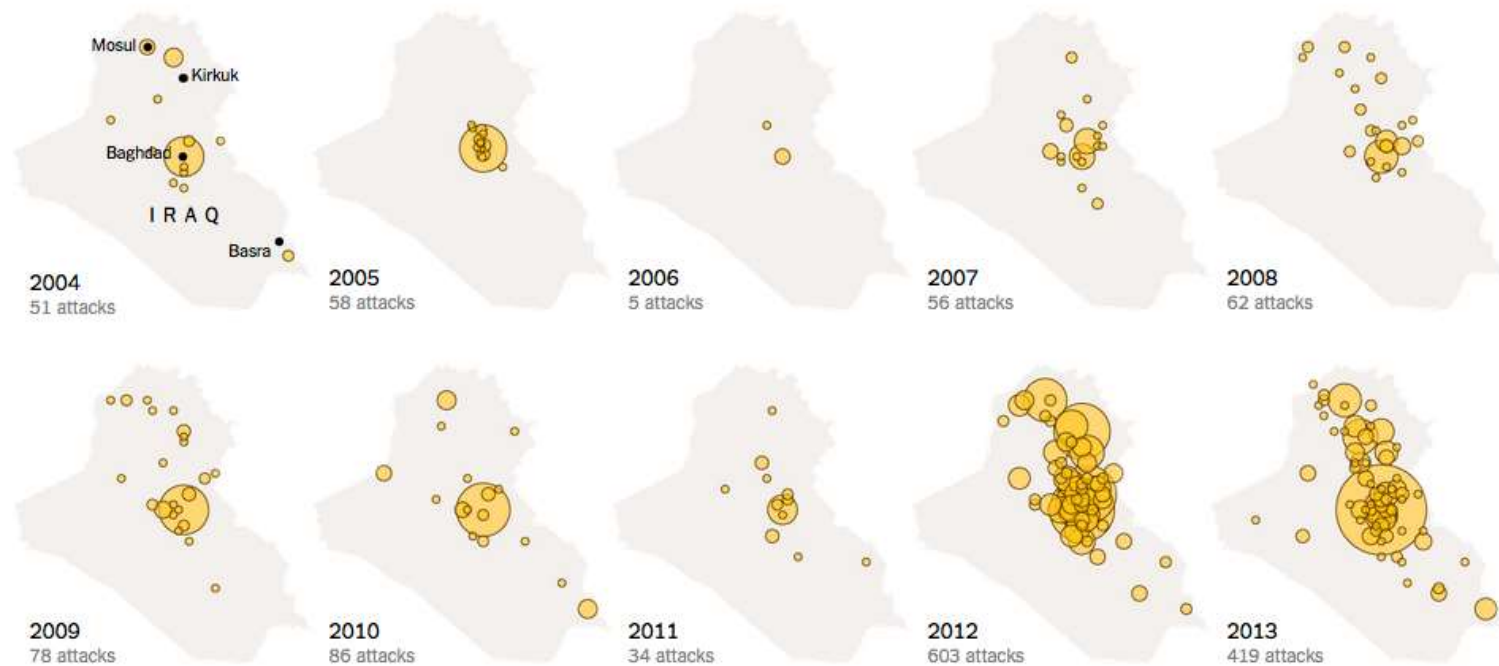 Mosul
Kirkuk
Baghdad
IRAQ
Basra
2004
51 attacks
2005
58 attacks
2006
5 attacks
2007
56 attacks
2008
62 attacks
2009
78 attacks
2010
86 attacks
2011
34 attacks
2012
603 attacks
2013
419 attacks